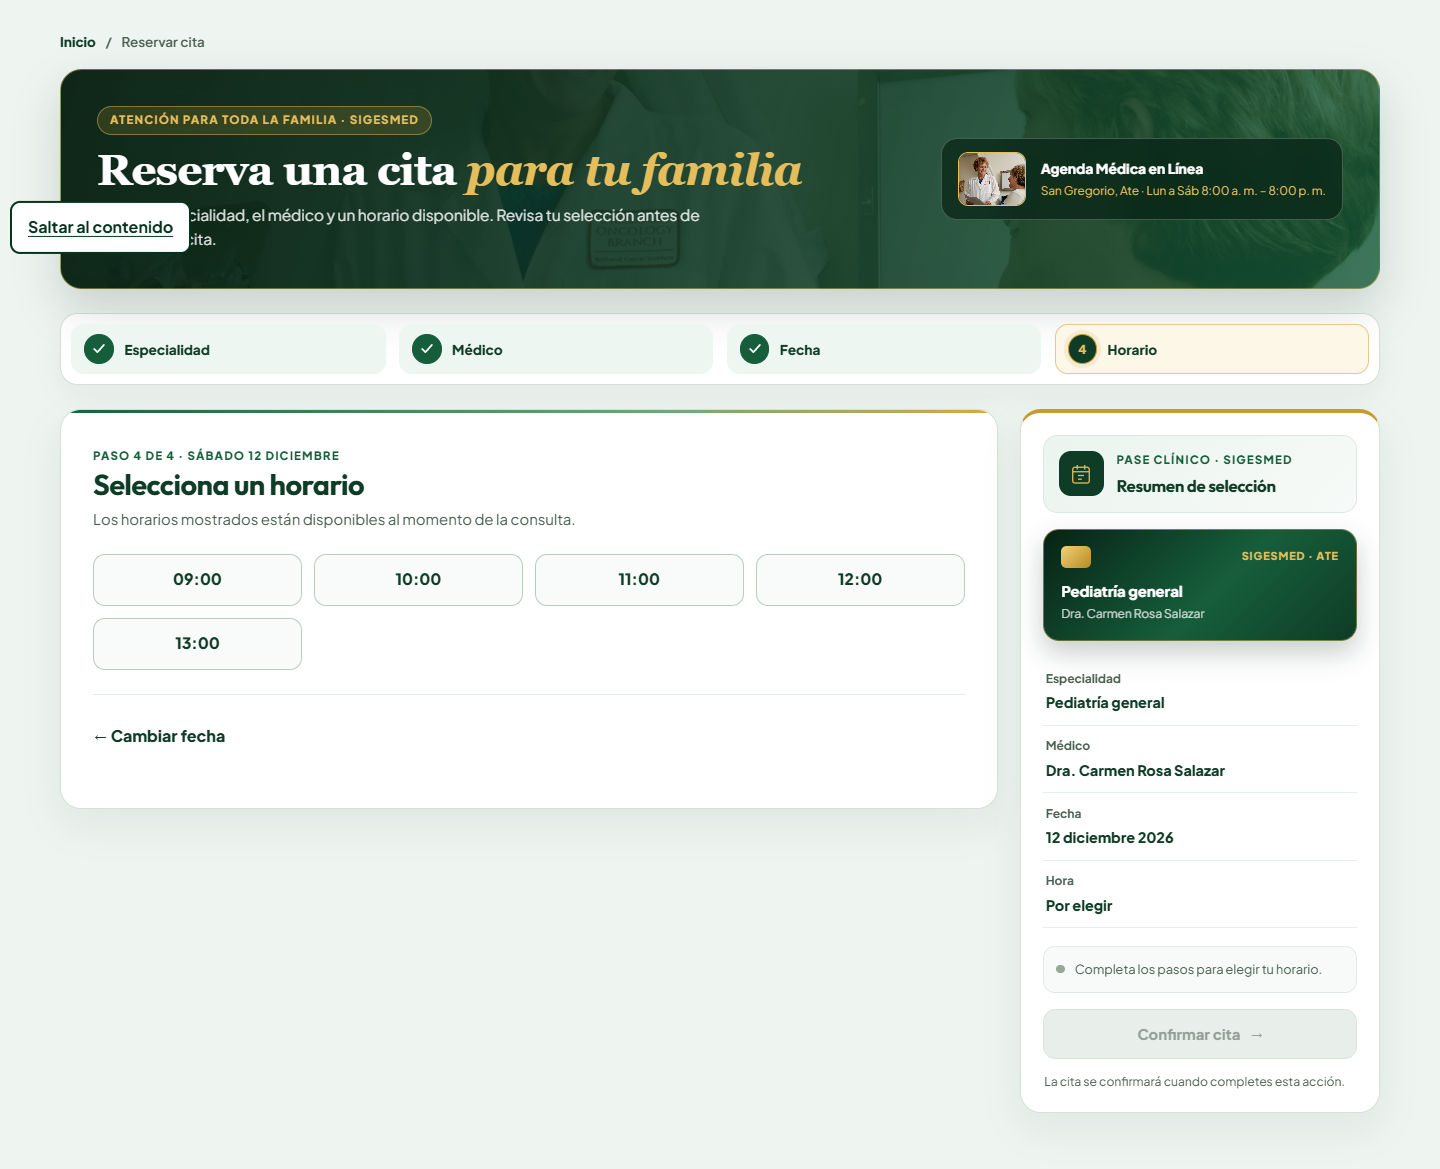 Inicio / Reservar cita
ATENCIÓN PARA TODA LA FAMILIA · SIGESMED
Reserva una cita para tu familia
cialidad, el médico y un horario disponible. Revisa tu selección antes de
cita.
Saltar al contenido
ONCOLOGY
BRANCH
Agenda Médica en Línea
San Gregorio, Ate · Lun a Sáb 8:00 a. m. – 8:00 p. m.
Especialidad
Médico
Fecha
4 Horario
PASO 4 DE 4 · SÁBADO 12 DICIEMBRE
Selecciona un horario
Los horarios mostrados están disponibles al momento de la consulta.
09:00 10:00 11:00 12:00
13:00
← Cambiar fecha
PASE CLÍNICO · SIGESMED
Resumen de selección
SIGESMED · ATE
Pediatría general
Dra. Carmen Rosa Salazar
Especialidad
Pediatría general
Médico
Dra. Carmen Rosa Salazar
Fecha
12 diciembre 2026
Hora
Por elegir
Completa los pasos para elegir tu horario.
Confirmar cita →
La cita se confirmará cuando completes esta acción.